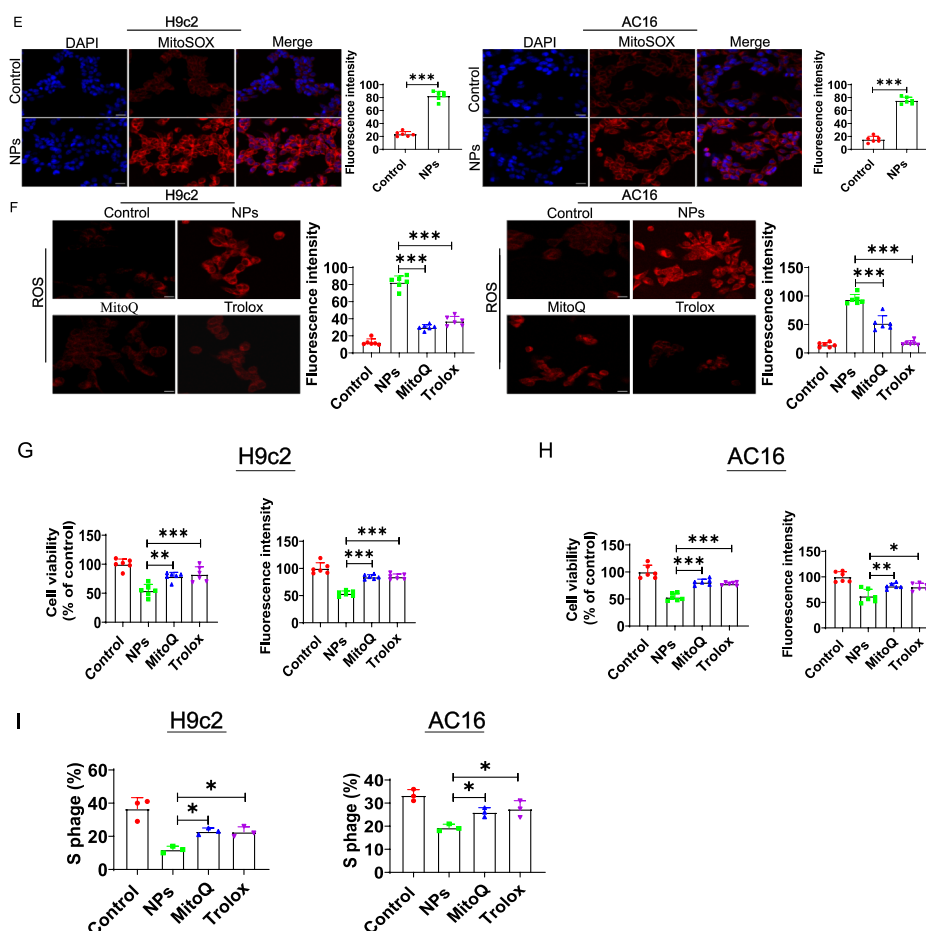 E
H9c2
DAPI MitoSOX Merge
Control
NPs
Fluorescence intensity
100
80
60
40
20
0
***
Control
NPs
AC16
DAPI MitoSOX Merge
Control
NPs
Fluorescence intensity
100
80
60
40
20
0
***
Control
NPs
F
H9c2
Control NPs
ROS
MitoQ Trolox
Fluorescence intensity
100
80
60
40
20
0
***
***
Control
NPs
MitoQ
Trolox
AC16
Control NPs
ROS
MitoQ Trolox
Fluorescence intensity
150
100
50
0
***
***
Control
NPs
MitoQ
Trolox
G
H9c2
Cell viability
(% of control)
150
100
50
0
***
**
Control
NPs
MitoQ
Trolox
Fluorescence intensity
150
100
50
0
***
***
Control
NPs
MitoQ
Trolox
H
AC16
Cell viability
(% of control)
150
100
50
0
***
***
Control
NPs
MitoQ
Trolox
Fluorescence intensity
150
100
50
0
*
**
Control
NPs
MitoQ
Trolox
I
H9c2
S phage (%)
60
40
20
0
*
*
Control
NPs
MitoQ
Trolox
AC16
S phage (%)
40
30
20
10
0
*
*
Control
NPs
MitoQ
Trolox